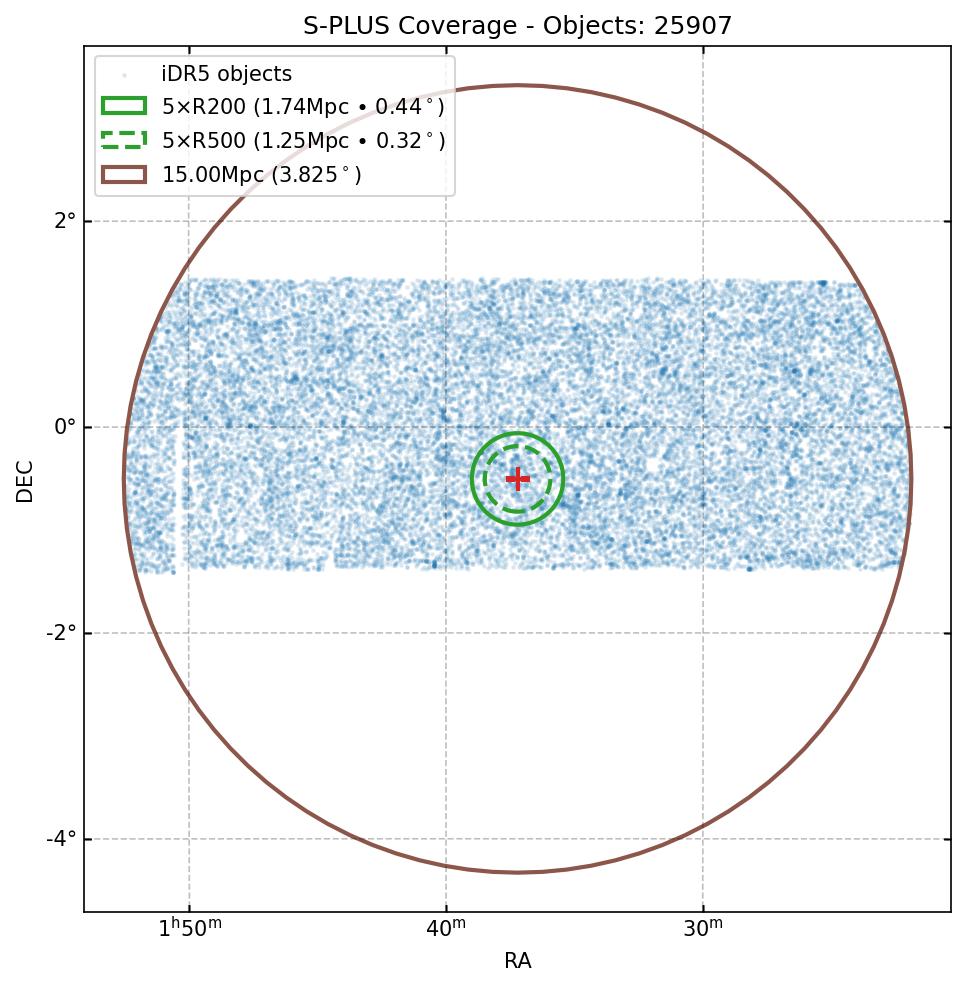 S-PLUS Coverage - Objects: 25907
iDR5 objects
5×R200 (1.74Mpc • 0.44°)
5×R500 (1.25Mpc • 0.32°)
15.00Mpc (3.825°)
2°
0°
-2°
-4°
DEC
1ʰ50ᵐ 40ᵐ 30ᵐ
RA